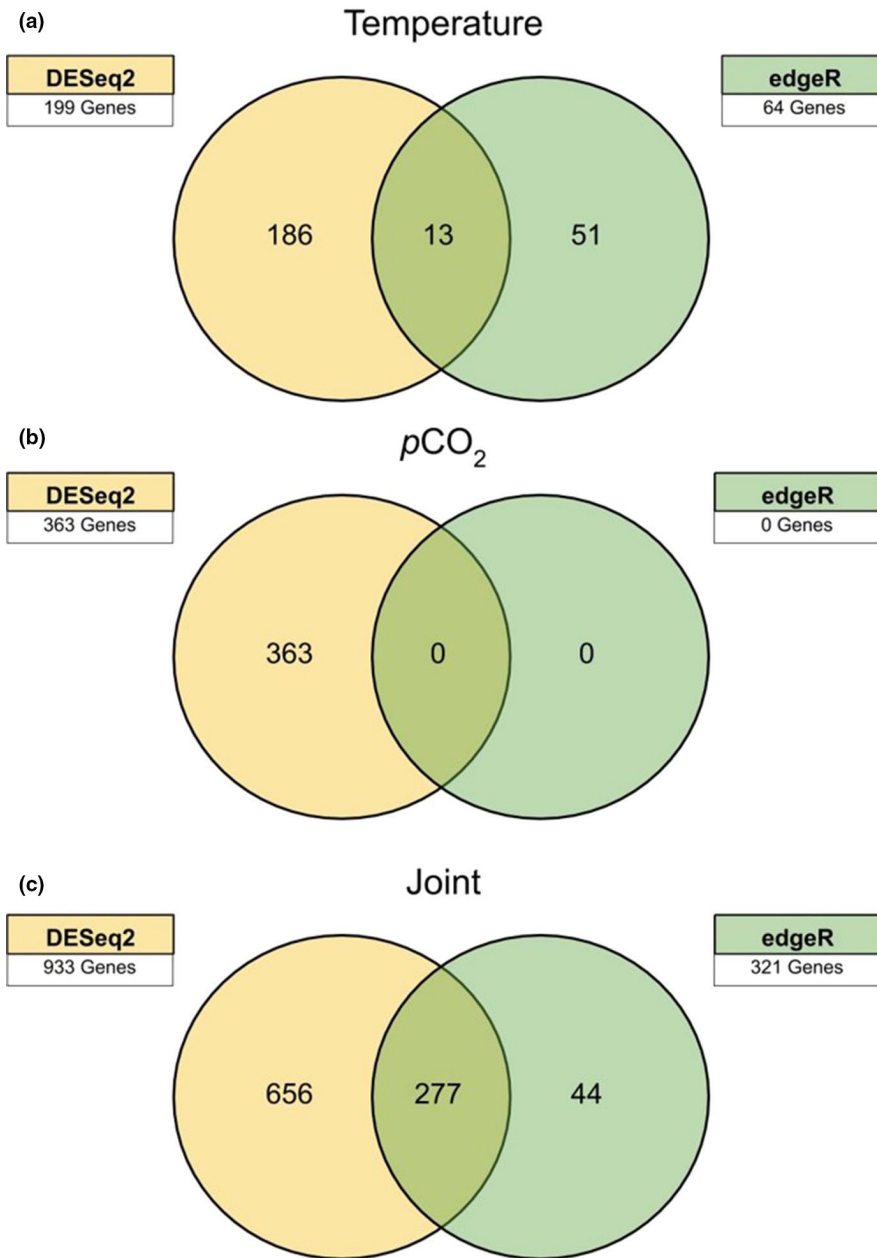 (a)
Temperature
DESeq2
199 Genes
edgeR
64 Genes
186
13
51
(b)
pCO₂
DESeq2
363 Genes
edgeR
0 Genes
363
0
0
(c)
Joint
DESeq2
933 Genes
edgeR
321 Genes
656
277
44